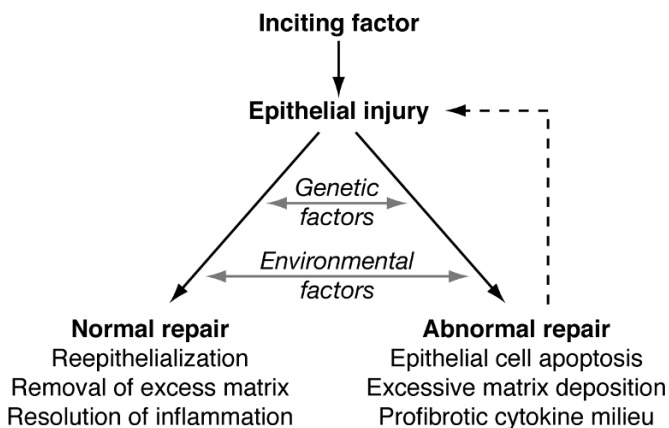 Inciting factor
Epithelial injury
Genetic
factors
Environmental
factors
Normal repair
Reepithelialization
Removal of excess matrix
Resolution of inflammation
Abnormal repair
Epithelial cell apoptosis
Excessive matrix deposition
Profibrotic cytokine milieu